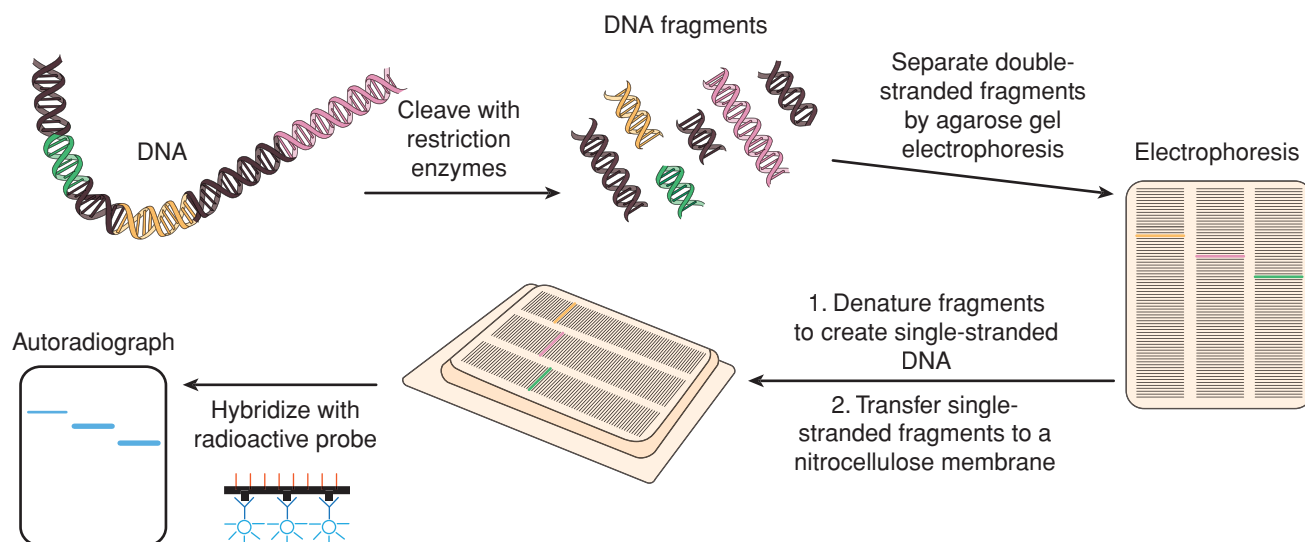 DNA
Cleave with
restriction
enzymes
DNA fragments
Separate double-
stranded fragments
by agarose gel
electrophoresis
Electrophoresis
1. Denature fragments
to create single-stranded
DNA
2. Transfer single-
stranded fragments to a
nitrocellulose membrane
Hybridize with
radioactive probe
Autoradiograph